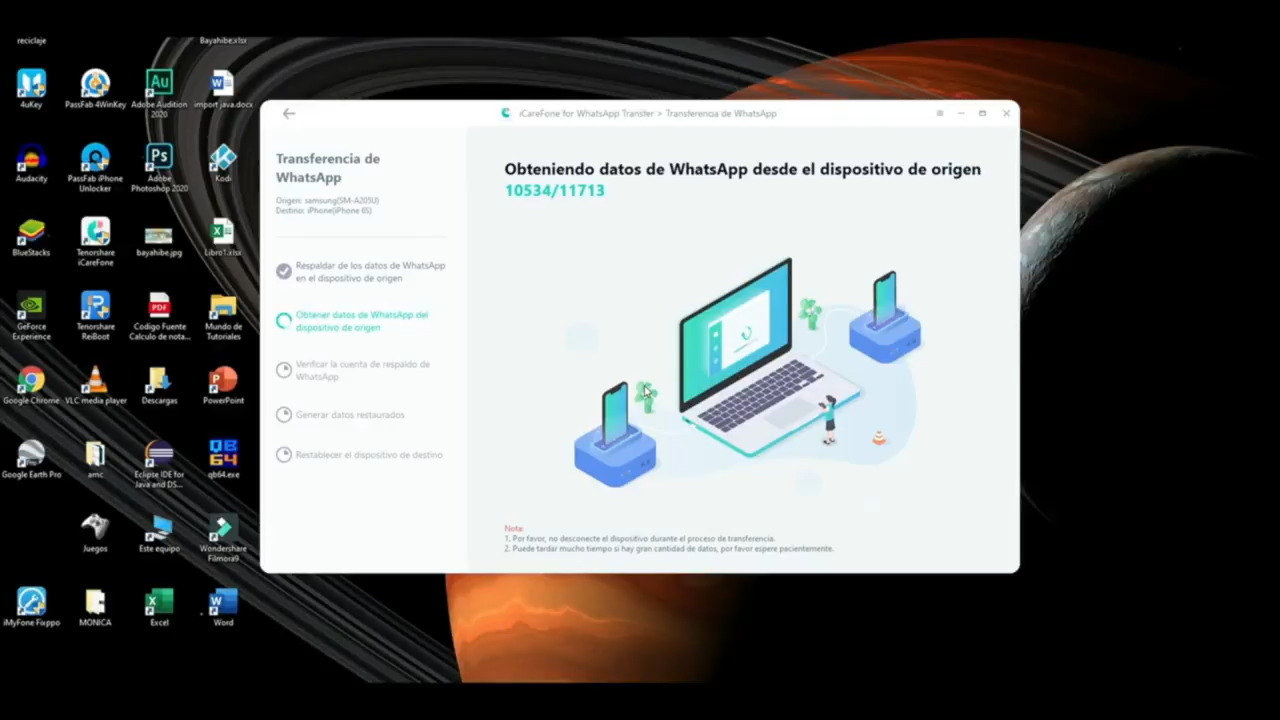 reciclaje
Bayahibe.xlsx
4uKey
PassFab 4WinKey
Adobe Audition
2020
import java.docx
Audacity
PassFab iPhone
Unlocker
Adobe
Photoshop 2020
Kodi
BlueStacks
Tenorshare
iCareFone
bayahibe.jpg
Libro1.xlsx
GeForce
Experience
Tenorshare
ReiBoot
PDF
Codigo Fuente
Calculo de nota...
Mundo de
Tutoriales
Google Chrome
VLC media player
Descargas
PowerPoint
Google Earth Pro
amc
Eclipse IDE for
Java and DS...
QB
64
qb64.exe
Juegos
Este equipo
Wondershare
Filmora9
iMyFone Fixppo
MONICA
Excel
Word
iCareFone for WhatsApp Transfer > Transferencia de WhatsApp
Transferencia de
WhatsApp
Origen: samsung(SM-A205U)
Destino: iPhone(iPhone 6S)
Respaldar de los datos de WhatsApp
en el dispositivo de origen
Obtener datos de WhatsApp del
dispositivo de origen
Verificar la cuenta de respaldo de
WhatsApp
Generar datos restaurados
Restablecer el dispositivo de destino
Obteniendo datos de WhatsApp desde el dispositivo de origen
10534/11713
Nota:
1. Por favor, no desconecte el dispositivo durante el proceso de transferencia.
2. Puede tardar mucho tiempo si hay gran cantidad de datos, por favor espere pacientemente.